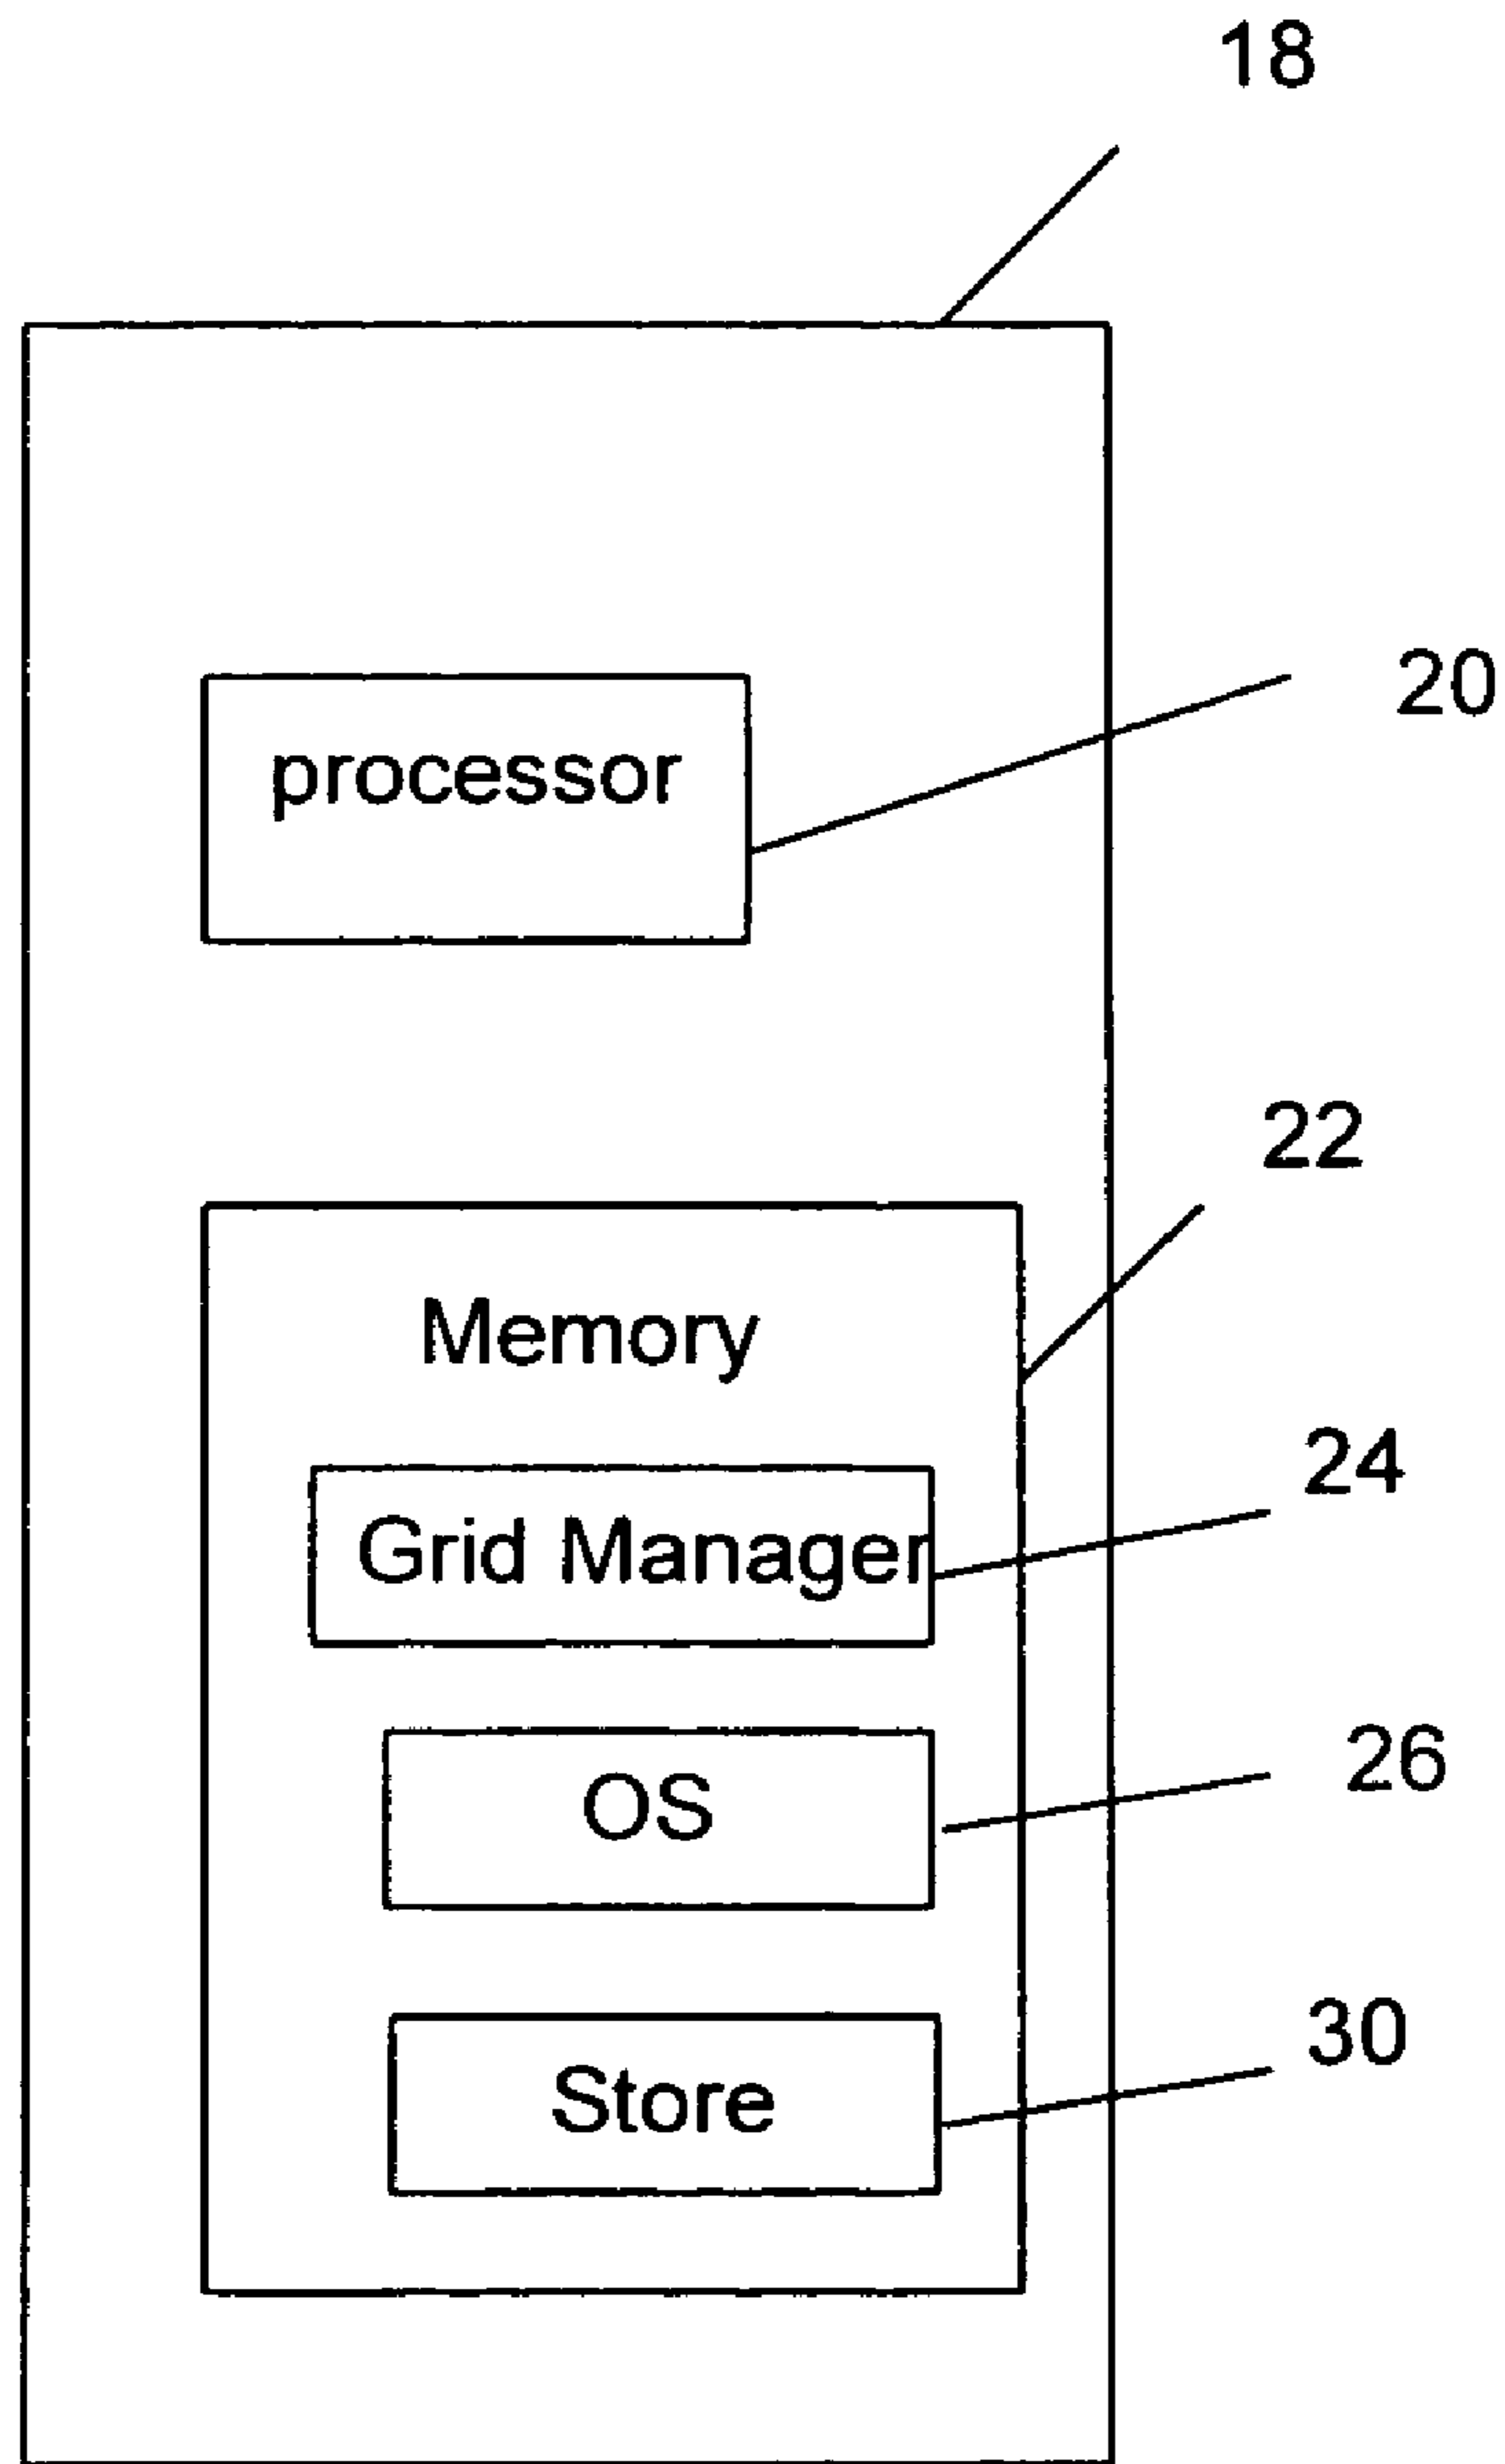 18
processor
20
22
Memory
24
Grid Manager
26
OS
30
Store